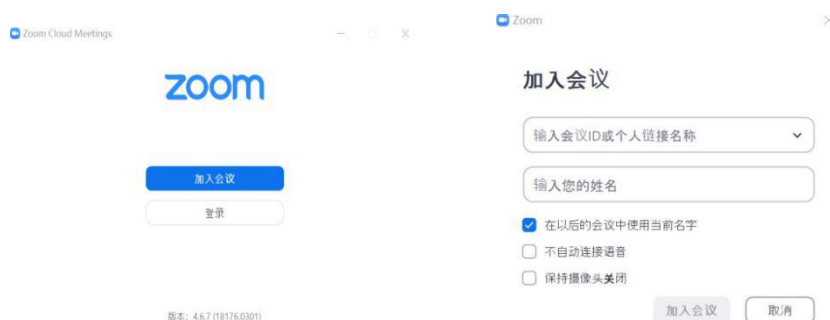 Zoom Cloud Meetings
zoom
加入会议
登录
版本: 4.6.7 (18176.0301)
Zoom
加入会议
输入会议ID或个人链接名称
输入您的姓名
在以后的会议中使用当前名字
不自动连接语音
保持摄像头关闭
加入会议
取消